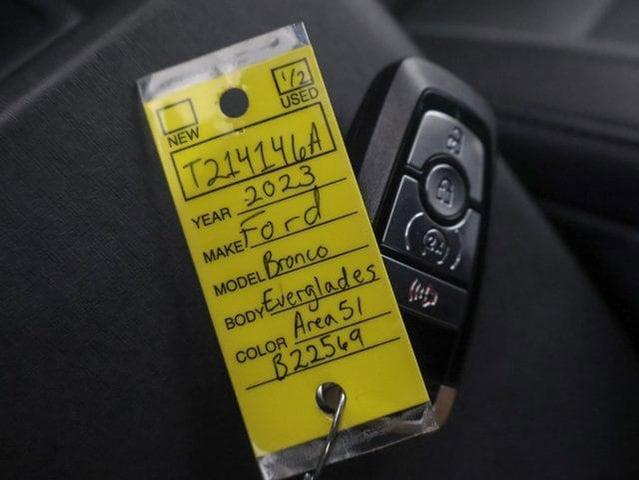 1/2
NEW USED
T214146A
YEAR 2023
MAKE Ford
MODEL Bronco
BODY Everglades
COLOR Area 51
B22569